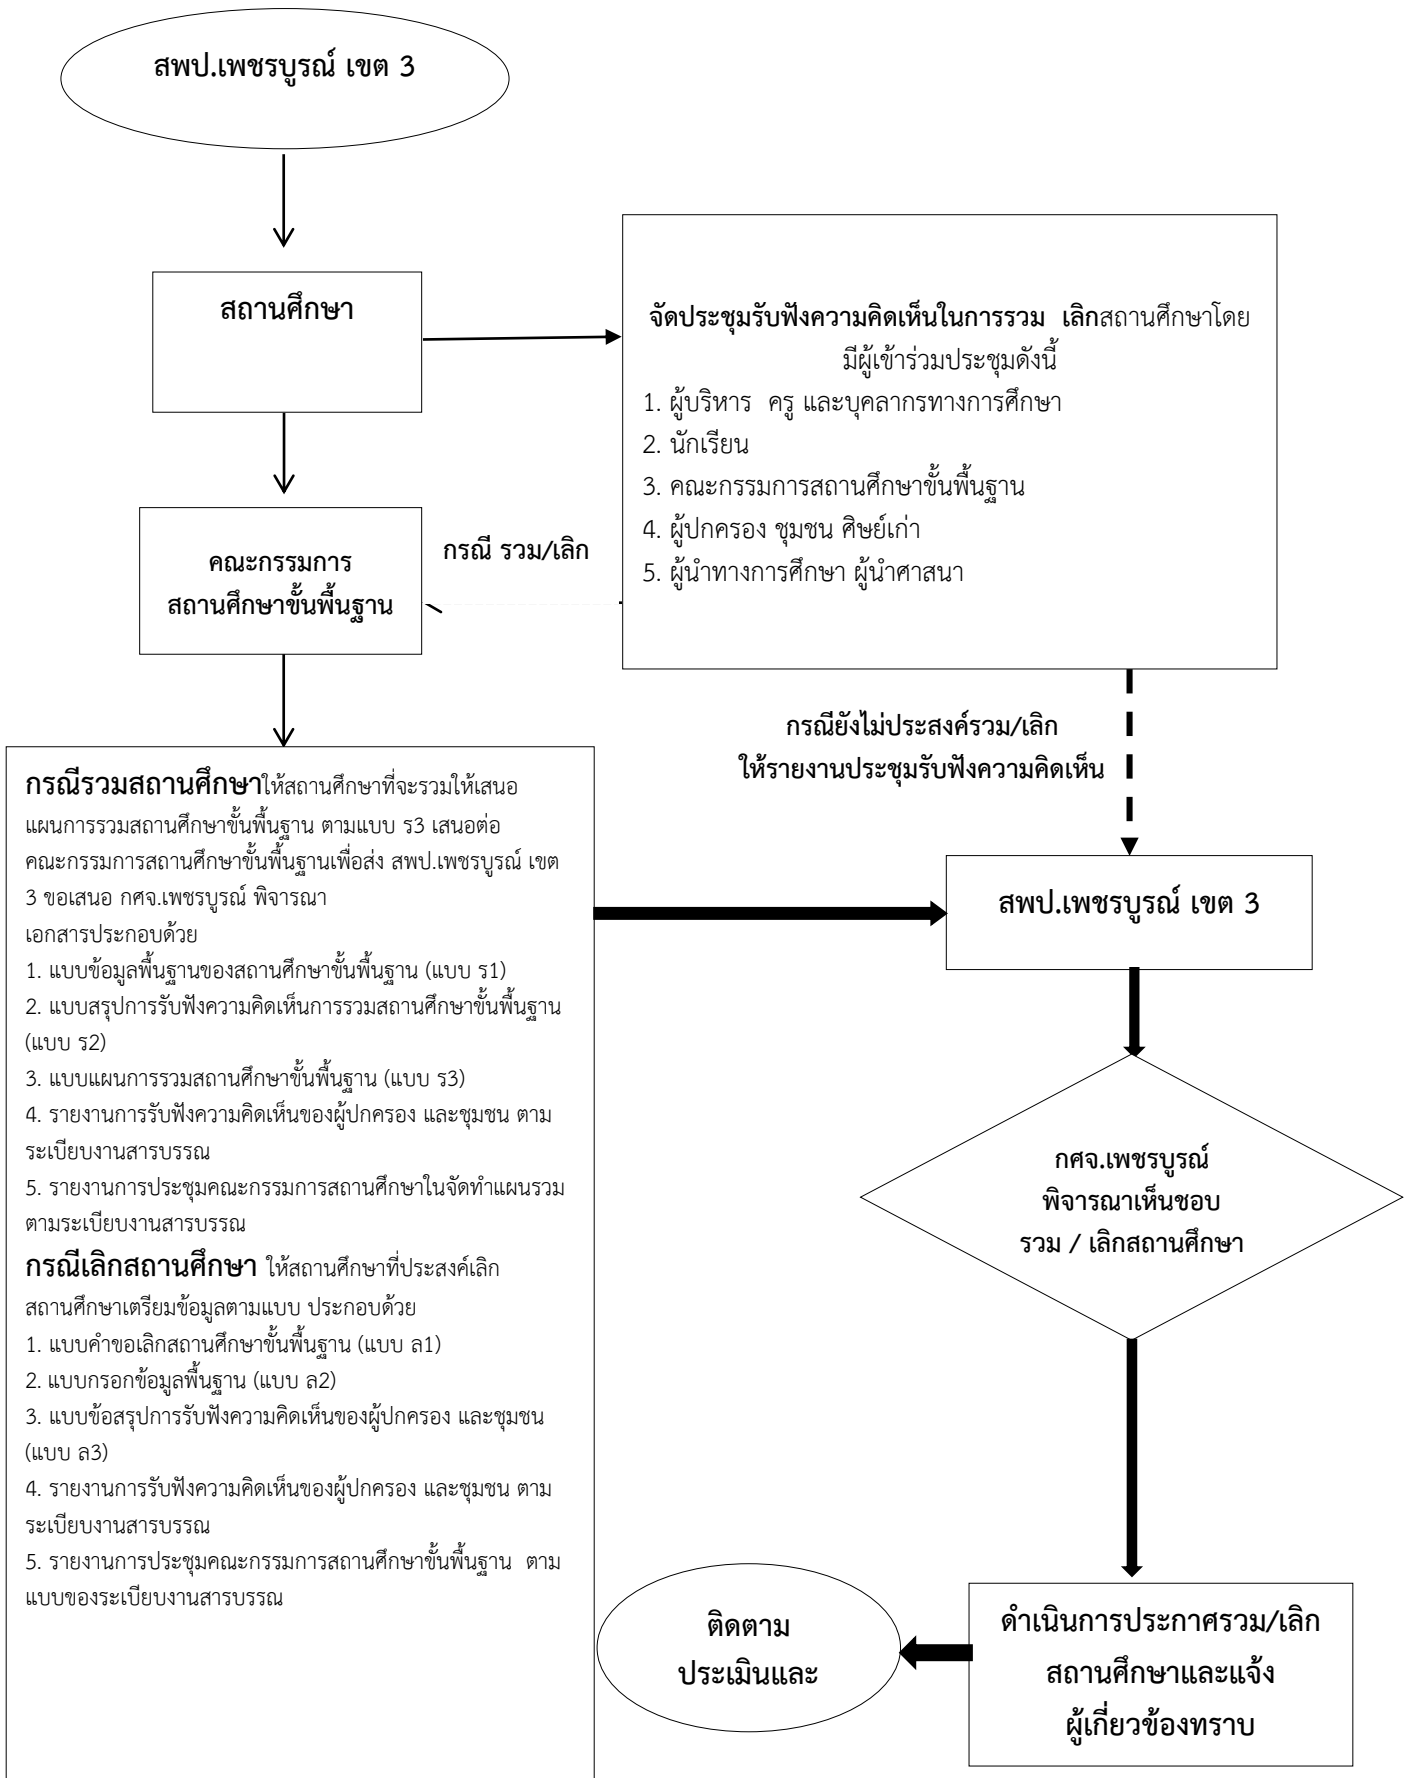 สพป.เพชรบูรณ์ เขต 3
สถานศึกษา
จัดประชุมรับฟังความคิดเห็นในการรวม เลิกสถานศึกษาโดย
มีผู้เข้าร่วมประชุมดังนี้
1. ผู้บริหาร ครู และบุคลากรทางการศึกษา
2. นักเรียน
3. คณะกรรมการสถานศึกษาขั้นพื้นฐาน
4. ผู้ปกครอง ชุมชน ศิษย์เก่า
5. ผู้นำทางการศึกษา ผู้นำศาสนา
กรณี รวม/เลิก
คณะกรรมการ
สถานศึกษาขั้นพื้นฐาน
กรณียังไม่ประสงค์รวม/เลิก
ให้รายงานประชุมรับฟังความคิดเห็น
กรณีรวมสถานศึกษาให้สถานศึกษาที่จะรวมให้เสนอ
แผนการรวมสถานศึกษาขั้นพื้นฐาน ตามแบบ ร3 เสนอต่อ
คณะกรรมการสถานศึกษาขั้นพื้นฐานเพื่อส่ง สพป.เพชรบูรณ์ เขต
3 ขอเสนอ กศจ.เพชรบูรณ์ พิจารณา
เอกสารประกอบด้วย
1. แบบข้อมูลพื้นฐานของสถานศึกษาขั้นพื้นฐาน (แบบ ร1)
2. แบบสรุปการรับฟังความคิดเห็นการรวมสถานศึกษาขั้นพื้นฐาน
(แบบ ร2)
3. แบบแผนการรวมสถานศึกษาขั้นพื้นฐาน (แบบ ร3)
4. รายงานการรับฟังความคิดเห็นของผู้ปกครอง และชุมชน ตาม
ระเบียบงานสารบรรณ
5. รายงานการประชุมคณะกรรมการสถานศึกษาในจัดทำแผนรวม
ตามระเบียบงานสารบรรณ
กรณีเลิกสถานศึกษา ให้สถานศึกษาที่ประสงค์เลิก
สถานศึกษาเตรียมข้อมูลตามแบบ ประกอบด้วย
1. แบบคำขอเลิกสถานศึกษาขั้นพื้นฐาน (แบบ ล1)
2. แบบกรอกข้อมูลพื้นฐาน (แบบ ล2)
3. แบบข้อสรุปการรับฟังความคิดเห็นของผู้ปกครอง และชุมชน
(แบบ ล3)
4. รายงานการรับฟังความคิดเห็นของผู้ปกครอง และชุมชน ตาม
ระเบียบงานสารบรรณ
5. รายงานการประชุมคณะกรรมการสถานศึกษาขั้นพื้นฐาน ตาม
แบบของระเบียบงานสารบรรณ
สพป.เพชรบูรณ์ เขต 3
กศจ.เพชรบูรณ์
พิจารณาเห็นชอบ
รวม / เลิกสถานศึกษา
ดำเนินการประกาศรวม/เลิก
สถานศึกษาและแจ้ง
ผู้เกี่ยวข้องทราบ
ติดตาม
ประเมินและ